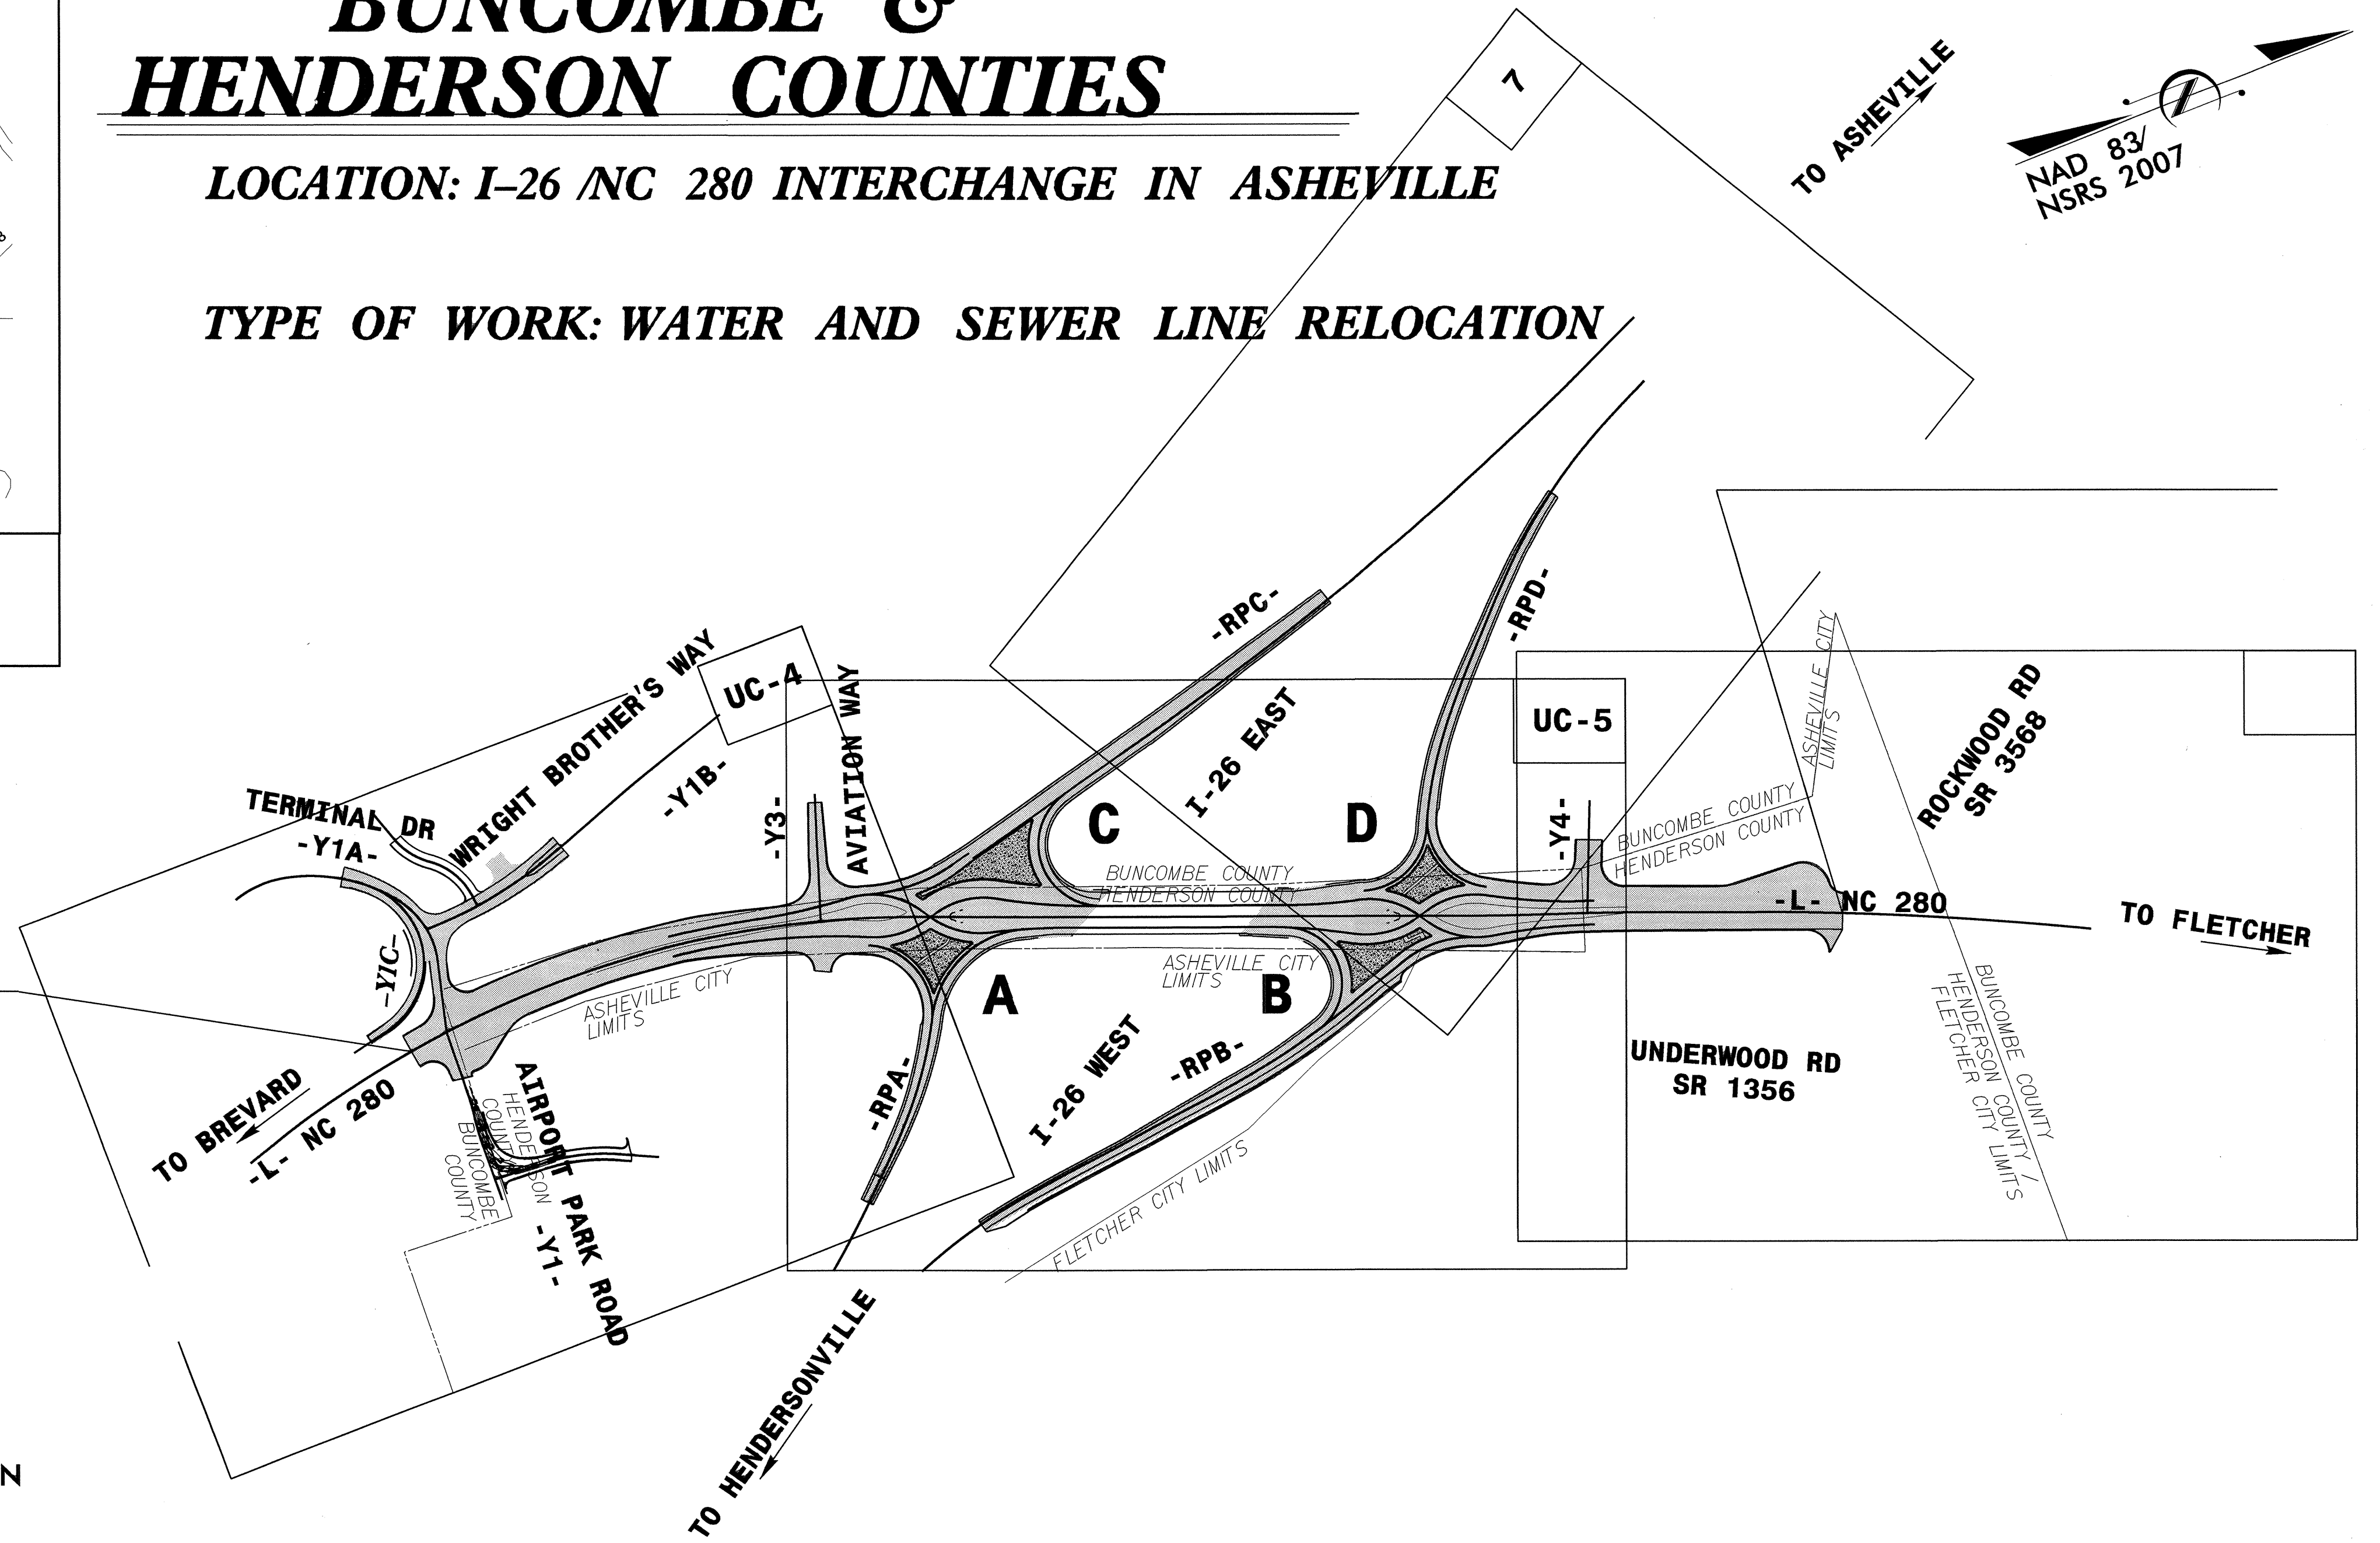 BUNCOMBE &
HENDERSON COUNTIES
LOCATION: I-26 /NC 280 INTERCHANGE IN ASHEVILLE
TYPE OF WORK: WATER AND SEWER LINE RELOCATION
7
TO ASHEVILLE
NAD 83/
NSRS 2007
-RPC-
-RPD-
WRIGHT BROTHER'S WAY
UC-4
AVIATION WAY
I-26 EAST
UC-5
ASHEVILLE CITY
LIMITS
ROCKWOOD RD
SR 3568
-Y1B-
TERMINAL DR
-Y1A-
-Y3-
C
D
-Y4-
BUNCOMBE COUNTY
HENDERSON COUNTY
BUNCOMBE COUNTY
HENDERSON COUNTY
-L- NC 280
TO FLETCHER
-Y1C-
ASHEVILLE CITY
LIMITS
ASHEVILLE CITY
LIMITS
A
B
BUNCOMBE COUNTY
HENDERSON COUNTY /
FLETCHER CITY LIMITS
I-26 WEST
-RPA-
-RPB-
UNDERWOOD RD
SR 1356
TO BREVARD
-L- NC 280
AIRPORT PARK ROAD
-Y1-
HENDERSON
COUNTY
BUNCOMBE
COUNTY
FLETCHER CITY LIMITS
TO HENDERSONVILLE
N